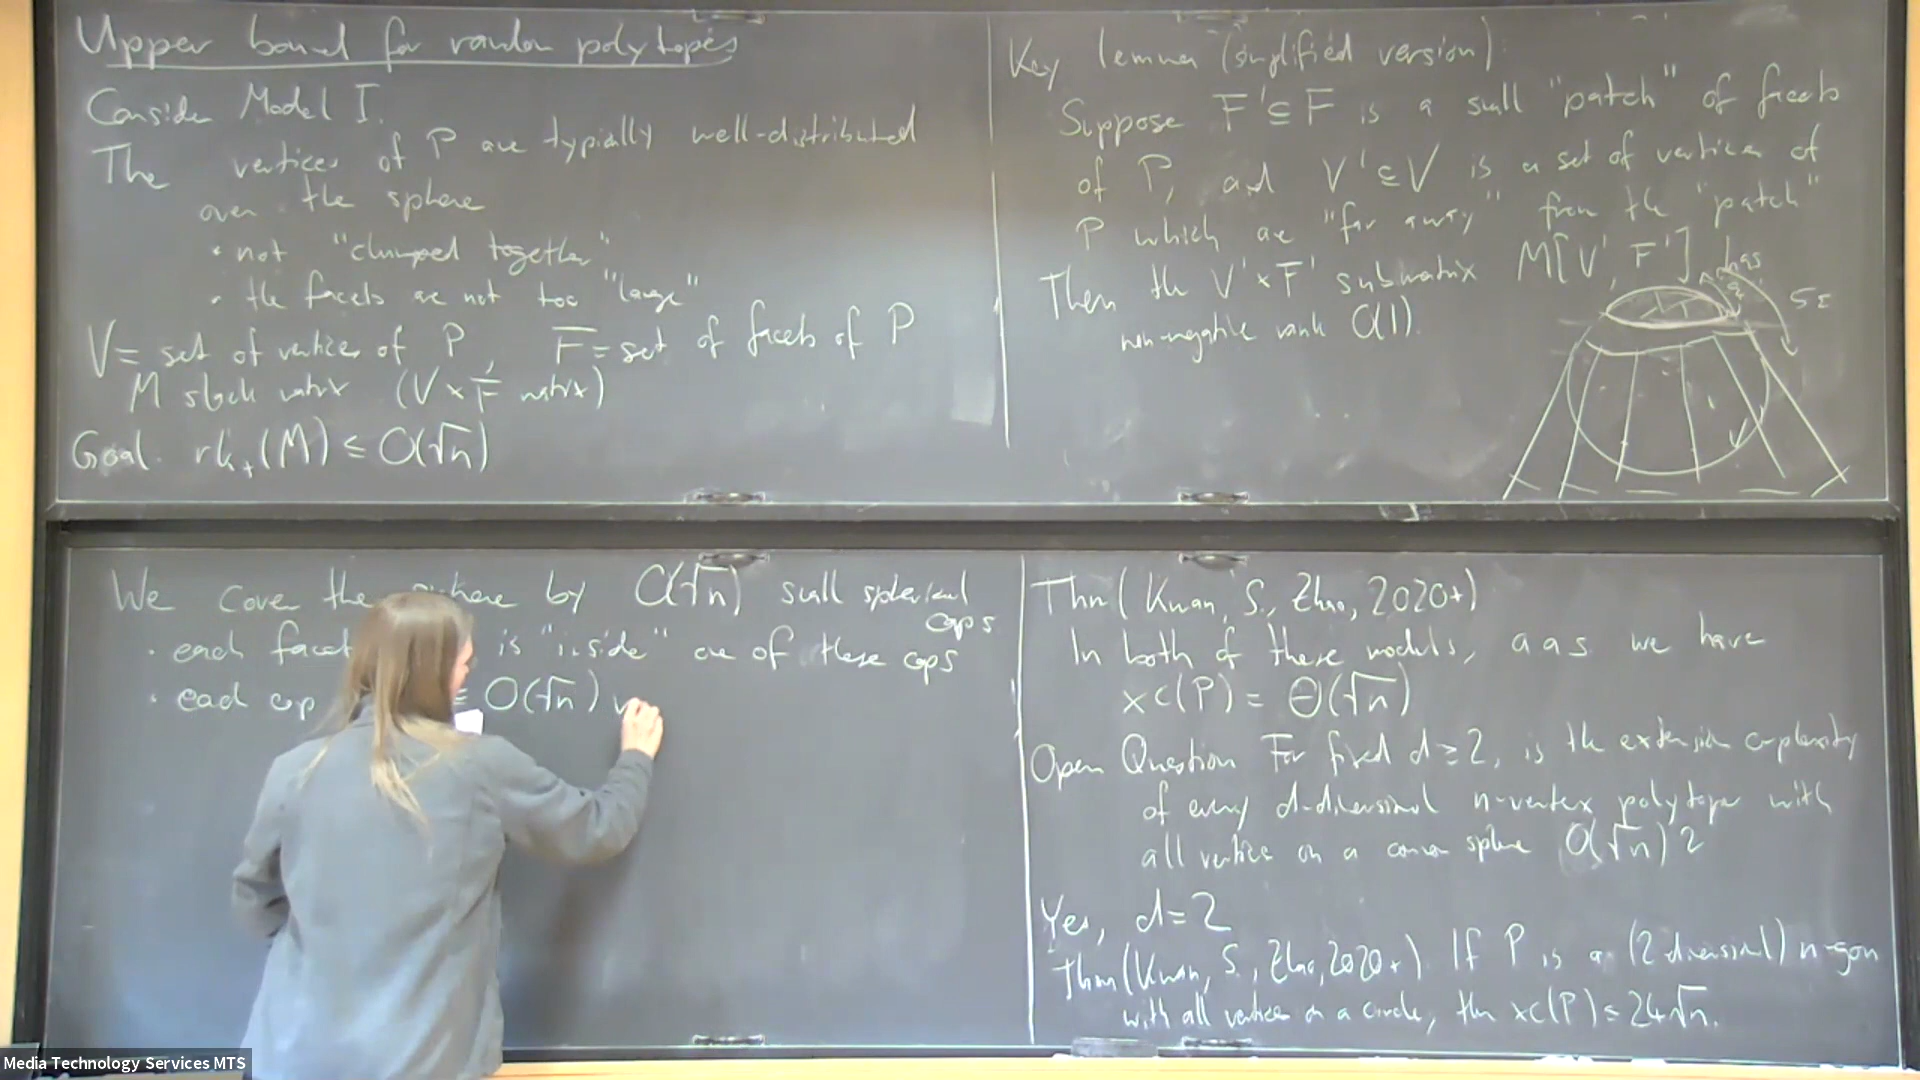 Upper bound for random polytopes
Consider Model I.
The vertices of P are typically well-distributed
over the sphere
• not "clumped together"
• the facets are not too "large"
V = set of vertices of P, F = set of facets of P
M slack matrix (V × F matrix)
Goal. rk₊(M) ≤ O(√n)
Key lemma (simplified version)
Suppose F' ⊆ F is a small "patch" of facets
of P, and V' ⊆ V is a set of vertices of
P which are "far away" from the "patch"
Then the V' × F' submatrix M[V', F'] has
non-negative rank O(1).
5ε
We cover the sphere by O(√n) small spherical
caps
• each facet is "inside" one of these caps
• each cap O(√n)
Thm (Kwan, S., Zhao, 2020+)
In both of these models, aas we have
xc(P) = Θ(√n)
Open Question For fixed d ≥ 2, is the extension complexity
of every d-dimensional n-vertex polytope with
all vertices on a common sphere O(√n)?
Yes, d=2
Thm (Kwan, S., Zhao, 2020+). If P is a (2 dimensional) n-gon
with all vertices on a circle, then xc(P) ≤ 24√n.
Media Technology Services MTS